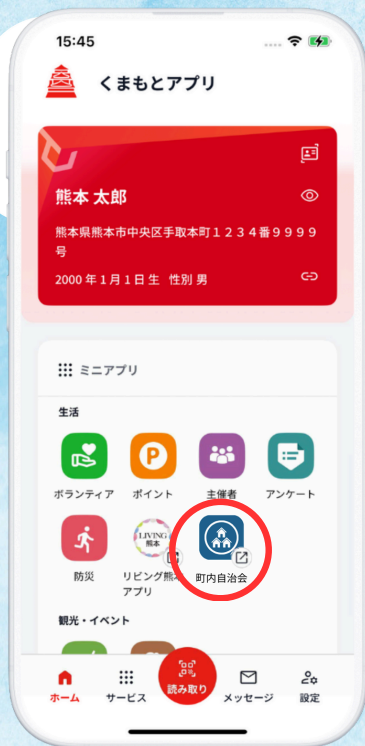 15:45
くまもとアプリ
熊本 太郎
熊本県熊本市中央区手取本町１２３４番９９９９
号
2000年1月1日生 性別 男
ミニアプリ
生活
ボランティア ポイント 主催者 アンケート
LIVING
熊本
防災 リビング熊本 町内自治会
アプリ
観光・イベント
読み取り
ホーム サービス メッセージ 設定